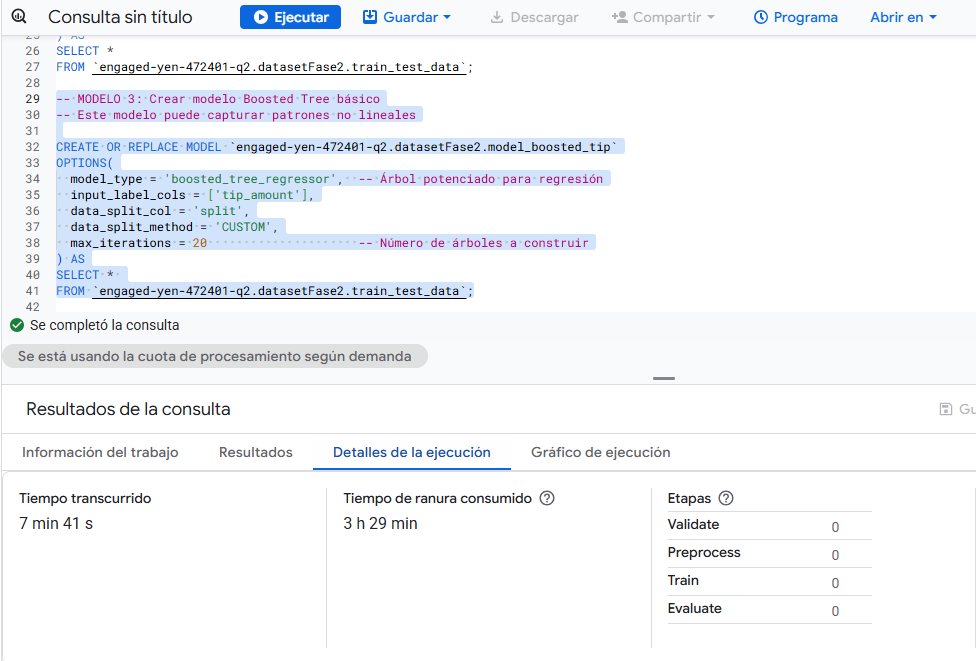 Consulta sin título
Ejecutar
Guardar
Descargar
Compartir
Programa
Abrir en
25 ) AS
26 SELECT *
27 FROM `engaged-yen-472401-q2.datasetFase2.train_test_data`;
28
29 -- MODELO 3: Crear modelo Boosted Tree básico
30 -- Este modelo puede capturar patrones no lineales
31
32 CREATE OR REPLACE MODEL `engaged-yen-472401-q2.datasetFase2.model_boosted_tip`
33 OPTIONS(
34 model_type = 'boosted_tree_regressor', -- Árbol potenciado para regresión
35 input_label_cols = ['tip_amount'],
36 data_split_col = 'split',
37 data_split_method = 'CUSTOM',
38 max_iterations = 20 -- Número de árboles a construir
39 ) AS
40 SELECT *
41 FROM `engaged-yen-472401-q2.datasetFase2.train_test_data`;
42
Se completó la consulta
Se está usando la cuota de procesamiento según demanda
Resultados de la consulta
Gu
Información del trabajo
Resultados
Detalles de la ejecución
Gráfico de ejecución
Tiempo transcurrido
7 min 41 s
Tiempo de ranura consumido
3 h 29 min
Etapas
Validate 0
Preprocess 0
Train 0
Evaluate 0